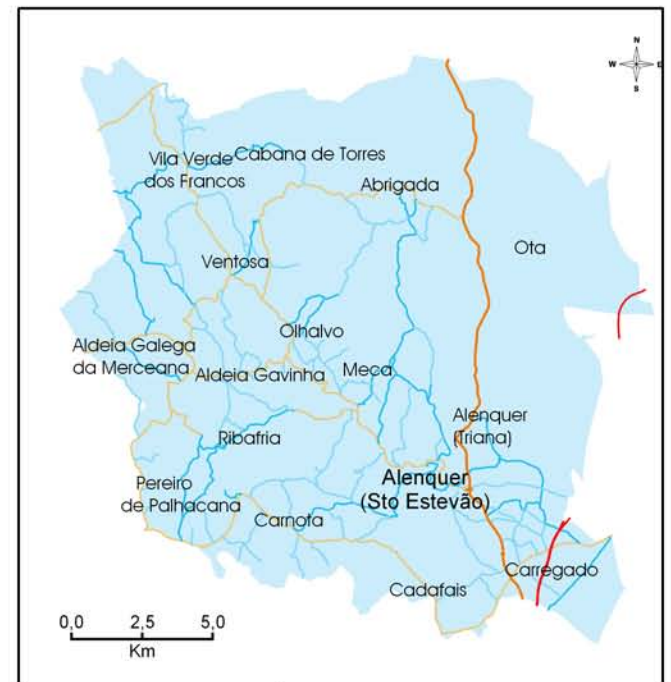 N
W E
S
Vila Verde
dos Francos
Cabana de Torres
Abrigada
Ota
Ventosa
Olhalvo
Aldeia Galega
da Merceana
Aldeia Gavinha
Meca
Alenquer
(Triana)
Ribafria
Alenquer
(Sto Estevão)
Pereiro
de Palhacana
Carnota
Carregado
Cadafais
0,0 2,5 5,0
Km